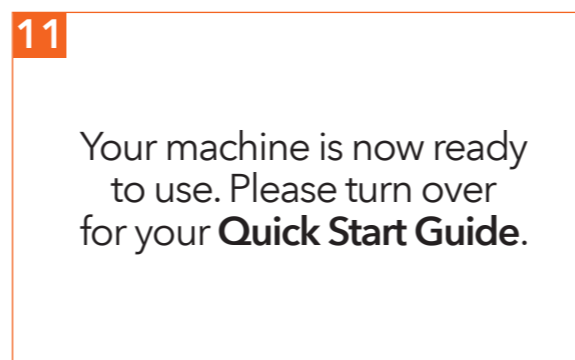 11
Your machine is now ready
to use. Please turn over
for your Quick Start Guide.